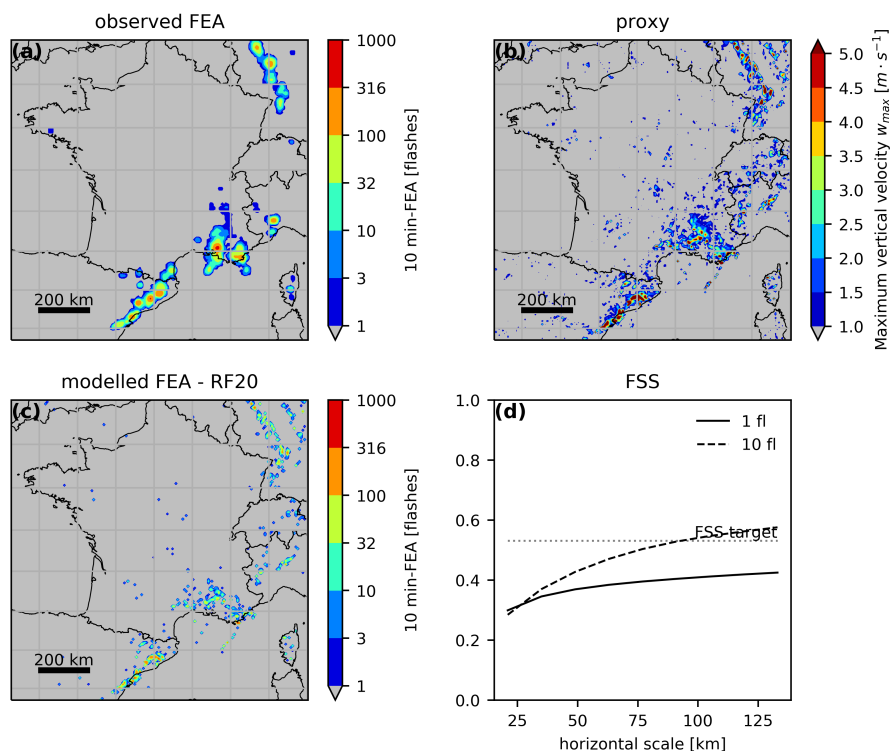 observed FEA
(a)
200 km
1000
316
100
32
10
3
1
10 min-FEA [flashes]
proxy
(b)
200 km
5.0
4.5
4.0
3.5
3.0
2.5
2.0
1.5
1.0
Maximum vertical velocity w_max [m · s⁻¹]
modelled FEA - RF20
(c)
200 km
1000
316
100
32
10
3
1
10 min-FEA [flashes]
FSS
(d)
1 fl
10 fl
FSS target
1.0
0.8
0.6
0.4
0.2
0.0
25
50
75
100
125
horizontal scale [km]